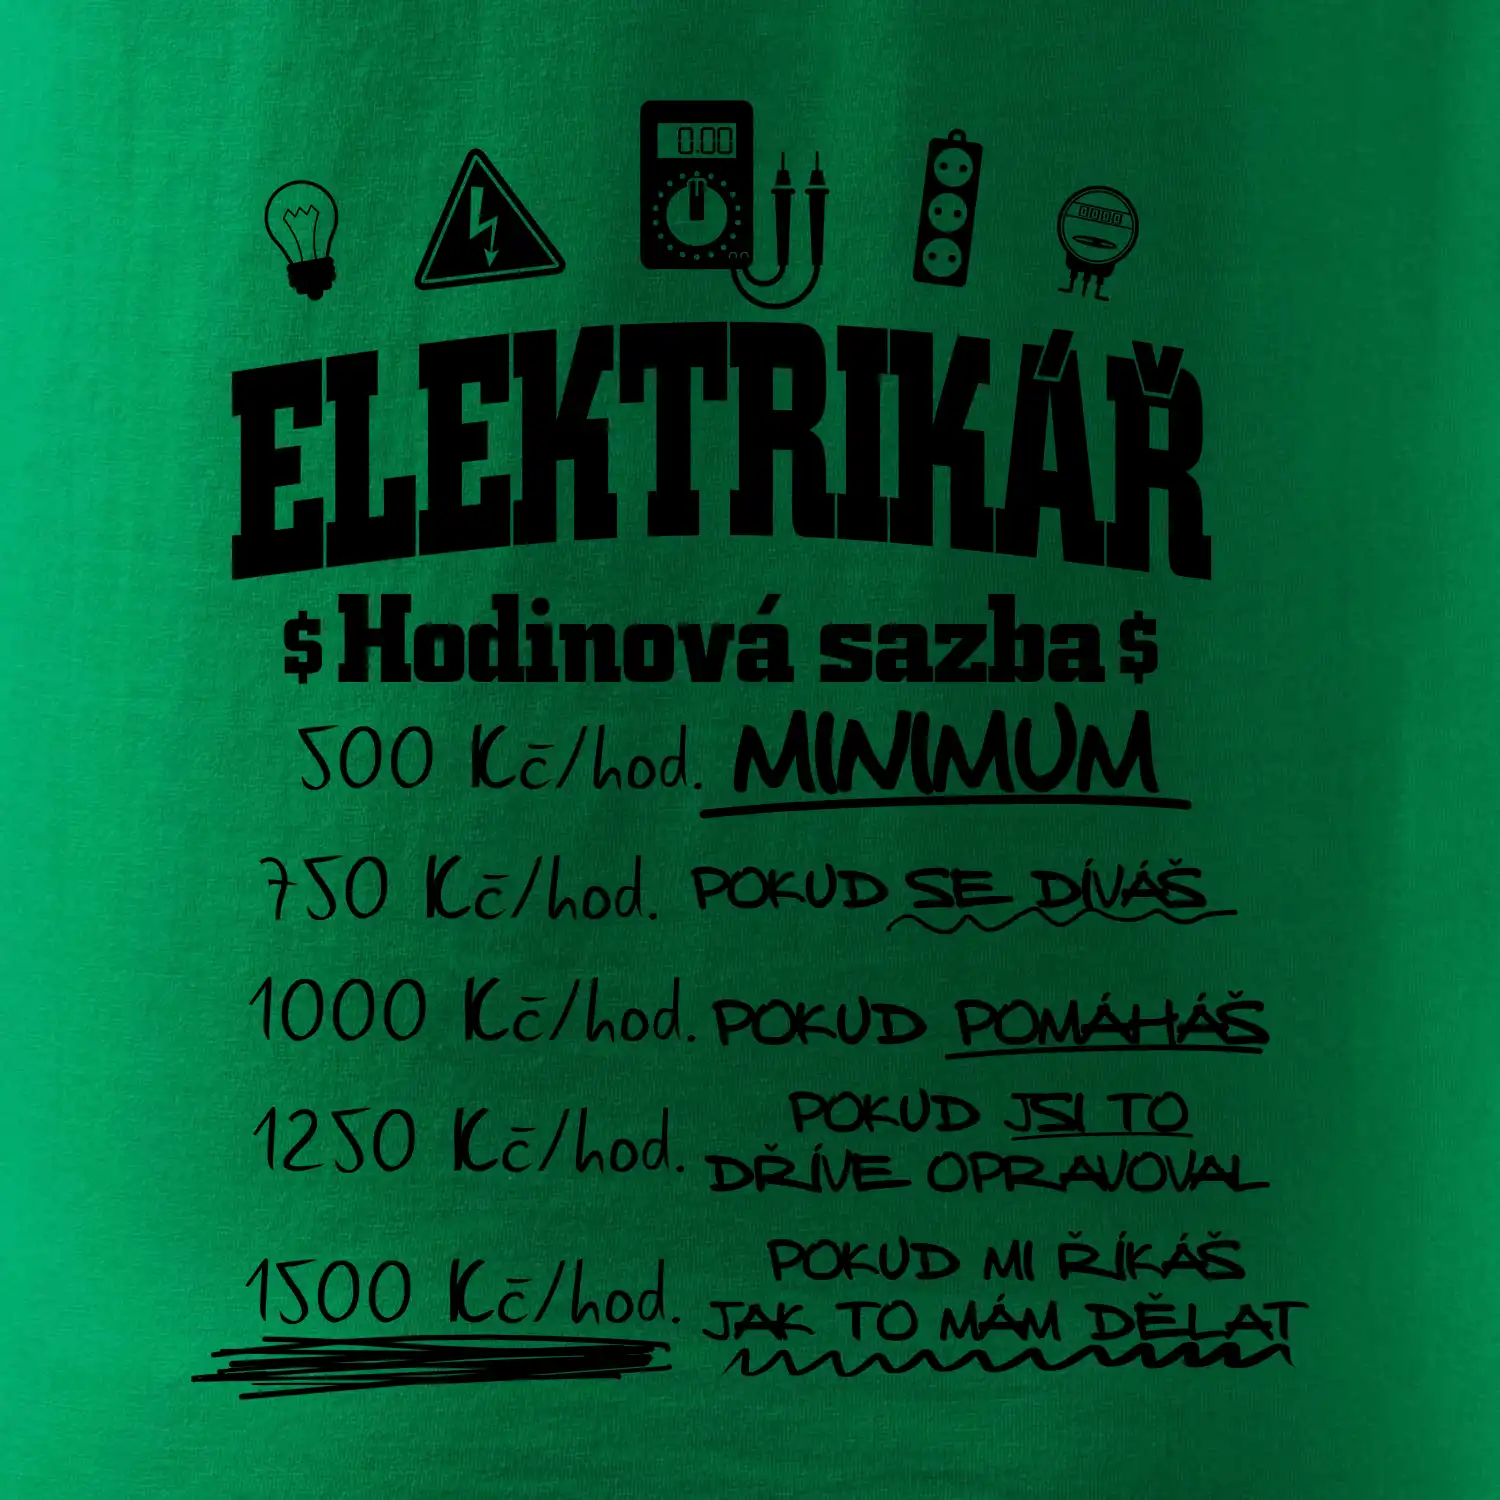 0.00
0000
ELEKTRIKÁŘ
$ Hodinová sazba $
500 Kč/hod. MINIMUM
750 Kč/hod. POKUD SE DÍVÁŠ
1000 Kč/hod. POKUD POMÁHÁŠ
1250 Kč/hod. POKUD JSI TO
DŘÍVE OPRAVOVAL
1500 Kč/hod. POKUD MI ŘÍKÁŠ
JAK TO MÁM DĚLAT